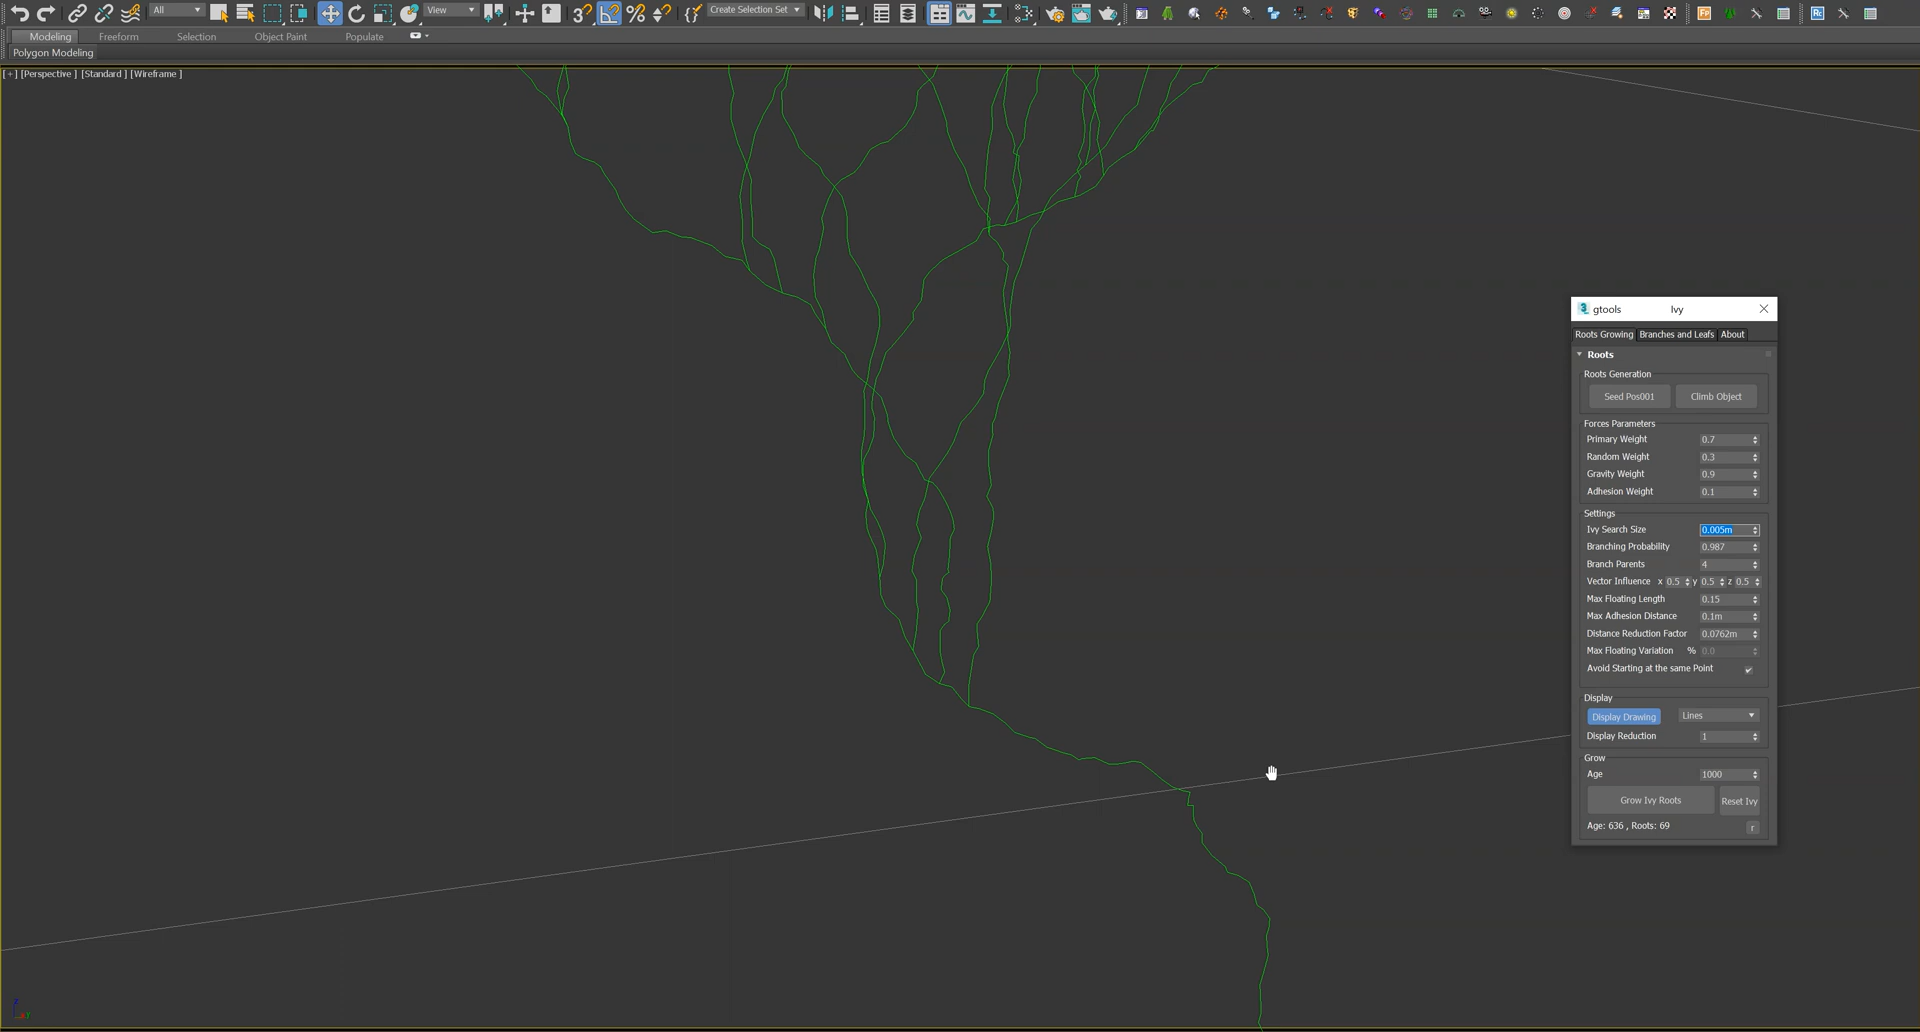 All
View
Create Selection Set
Modeling Freeform Selection Object Paint Populate
Polygon Modeling
[+] [Perspective ] [Standard ] [Wireframe ]
3 gtools Ivy
Roots Growing Branches and Leafs About
Roots
Roots Generation
Seed Pos001 Climb Object
Forces Parameters
Primary Weight 0.7
Random Weight 0.3
Gravity Weight 0.9
Adhesion Weight 0.1
Settings
Ivy Search Size 0.005m
Branching Probability 0.987
Branch Parents 4
Vector Influence x 0.5 y 0.5 z 0.5
Max Floating Length 0.15
Max Adhesion Distance 0.1m
Distance Reduction Factor 0.0762m
Max Floating Variation % 0.0
Avoid Starting at the same Point
Display
Display Drawing Lines
Display Reduction 1
Grow
Age 1000
Grow Ivy Roots Reset Ivy
Age: 636 , Roots: 69 r
z